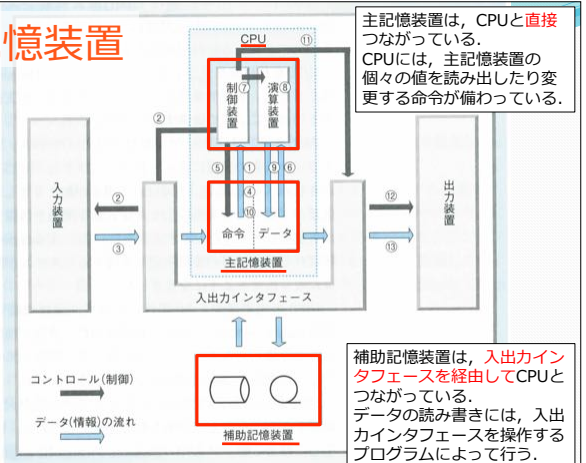 憶装置
主記憶装置は，CPUと直接
つながっている．
CPUには，主記憶装置の
個々の値を読み出したり変
更する命令が備わっている．
CPU
⑪
制御装置
⑦
演算装置
⑧
②
⑤
①
⑨
⑥
④
⑩
入力装置
②
③
命令
データ
主記憶装置
出力装置
⑫
⑬
入出力インタフェース
コントロール(制御)
データ(情報)の流れ
補助記憶装置
補助記憶装置は，入出力イン
タフェースを経由してCPUと
つながっている．
データの読み書きには，入出
力インタフェースを操作する
プログラムによって行う．